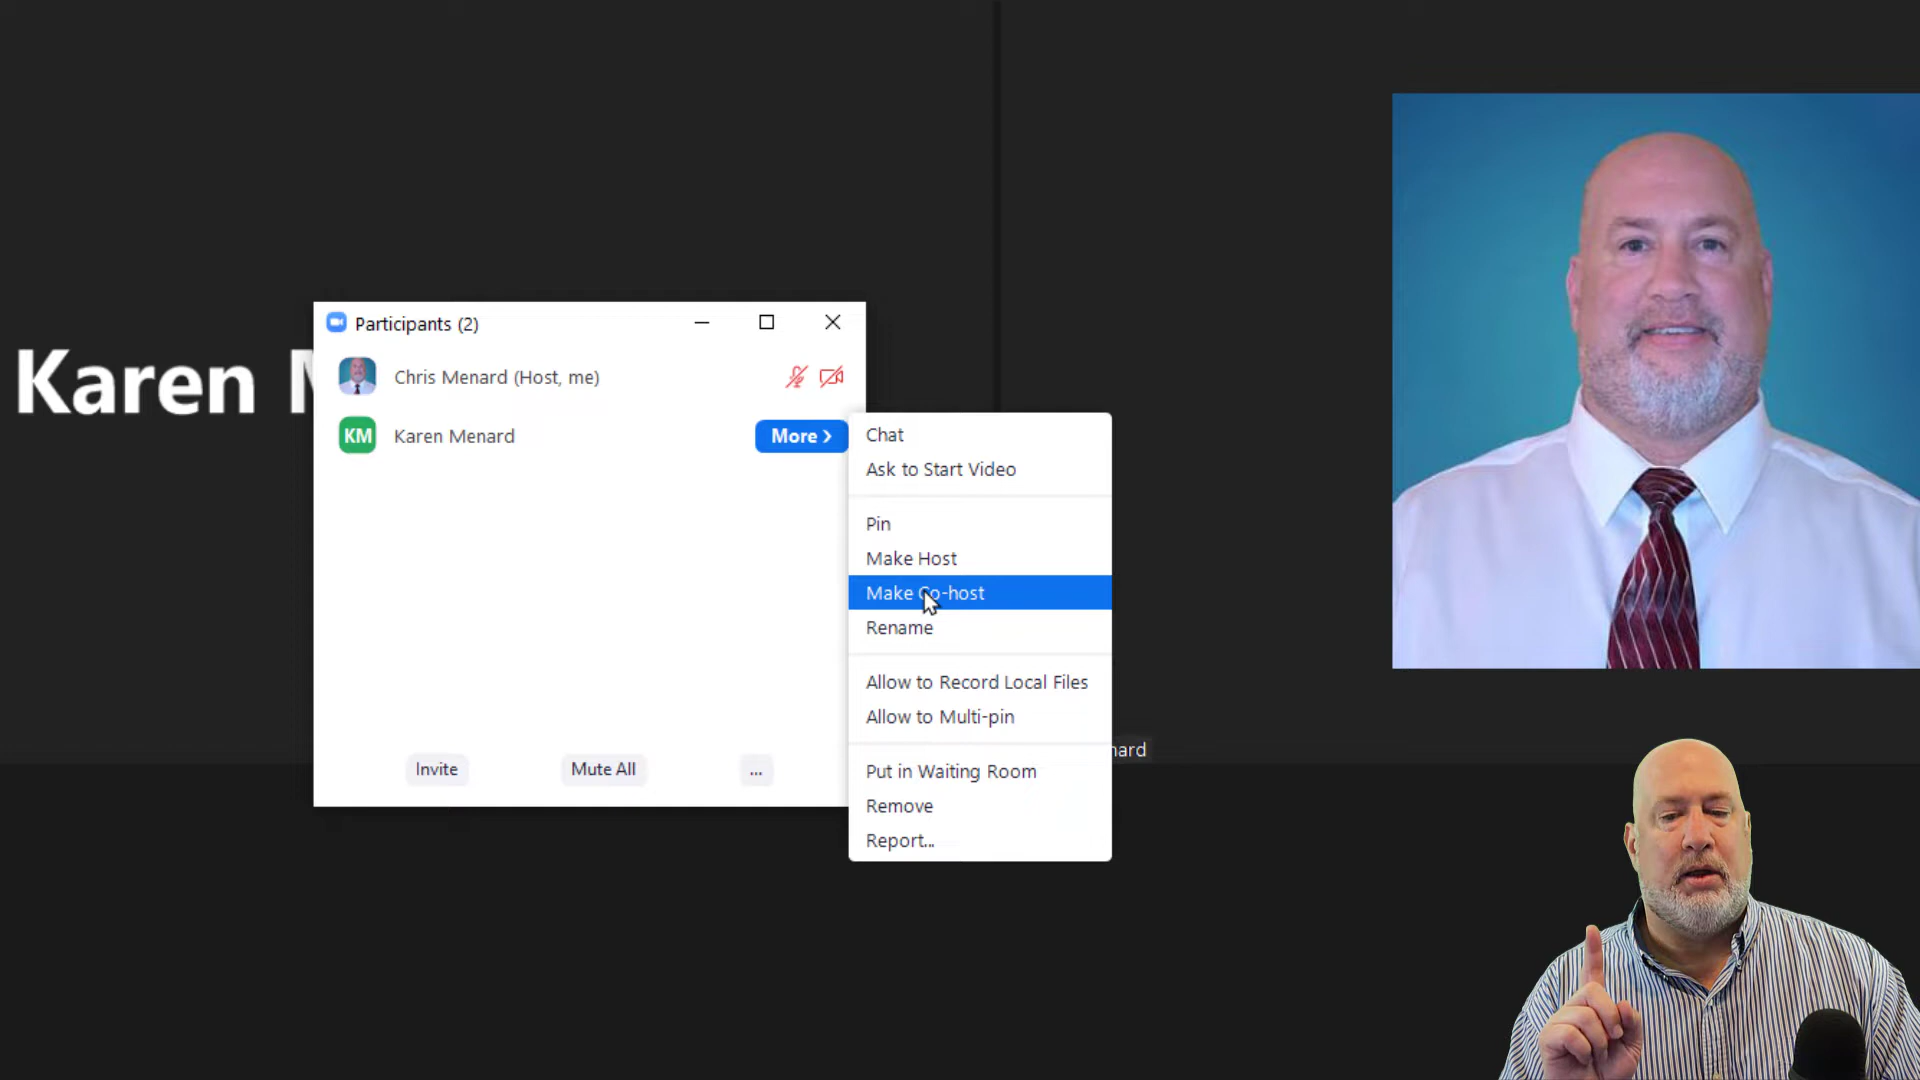 Karen M
Participants (2)
Chris Menard (Host, me)
KM Karen Menard More >
Chat
Ask to Start Video
Pin
Make Host
Make Co-host
Rename
Allow to Record Local Files
Allow to Multi-pin
Put in Waiting Room
Remove
Report...
Invite Mute All ...
nard